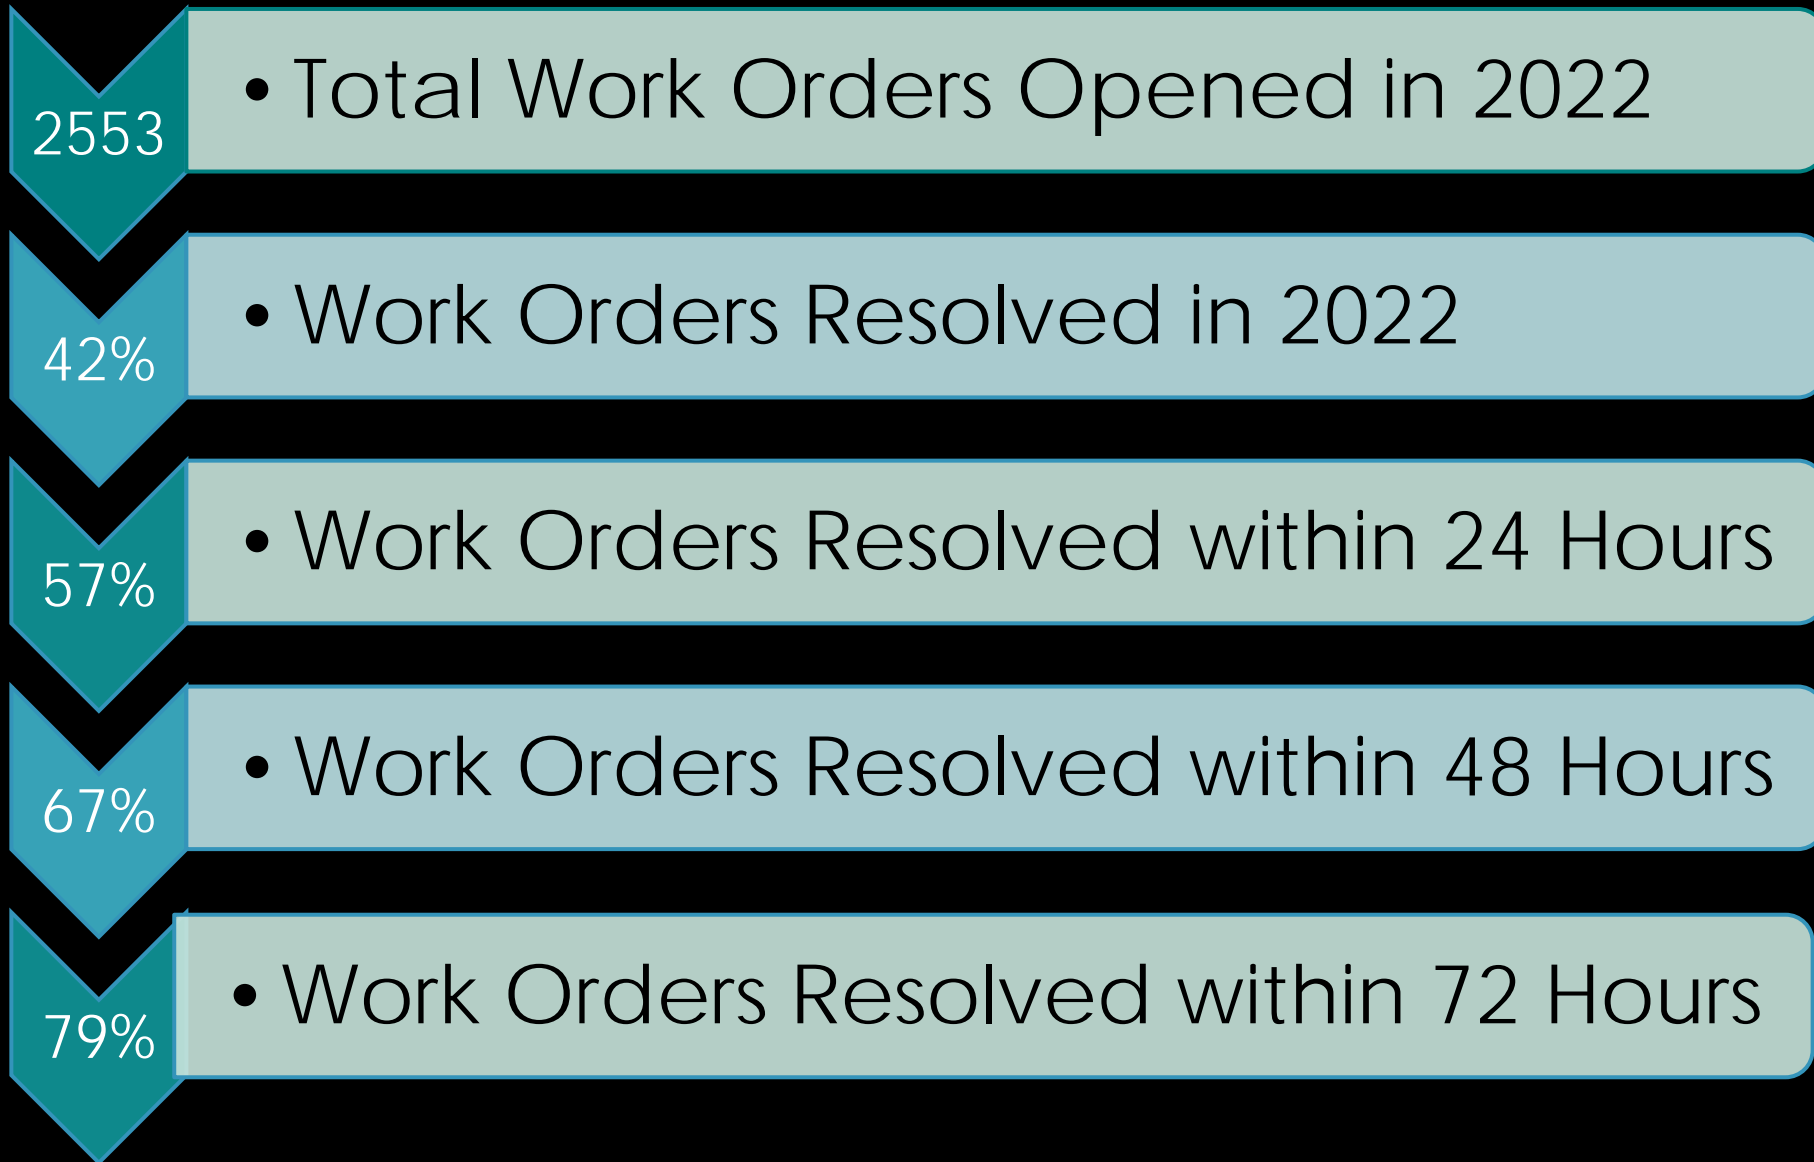 2553
• Total Work Orders Opened in 2022
42%
• Work Orders Resolved in 2022
57%
• Work Orders Resolved within 24 Hours
67%
• Work Orders Resolved within 48 Hours
79%
• Work Orders Resolved within 72 Hours